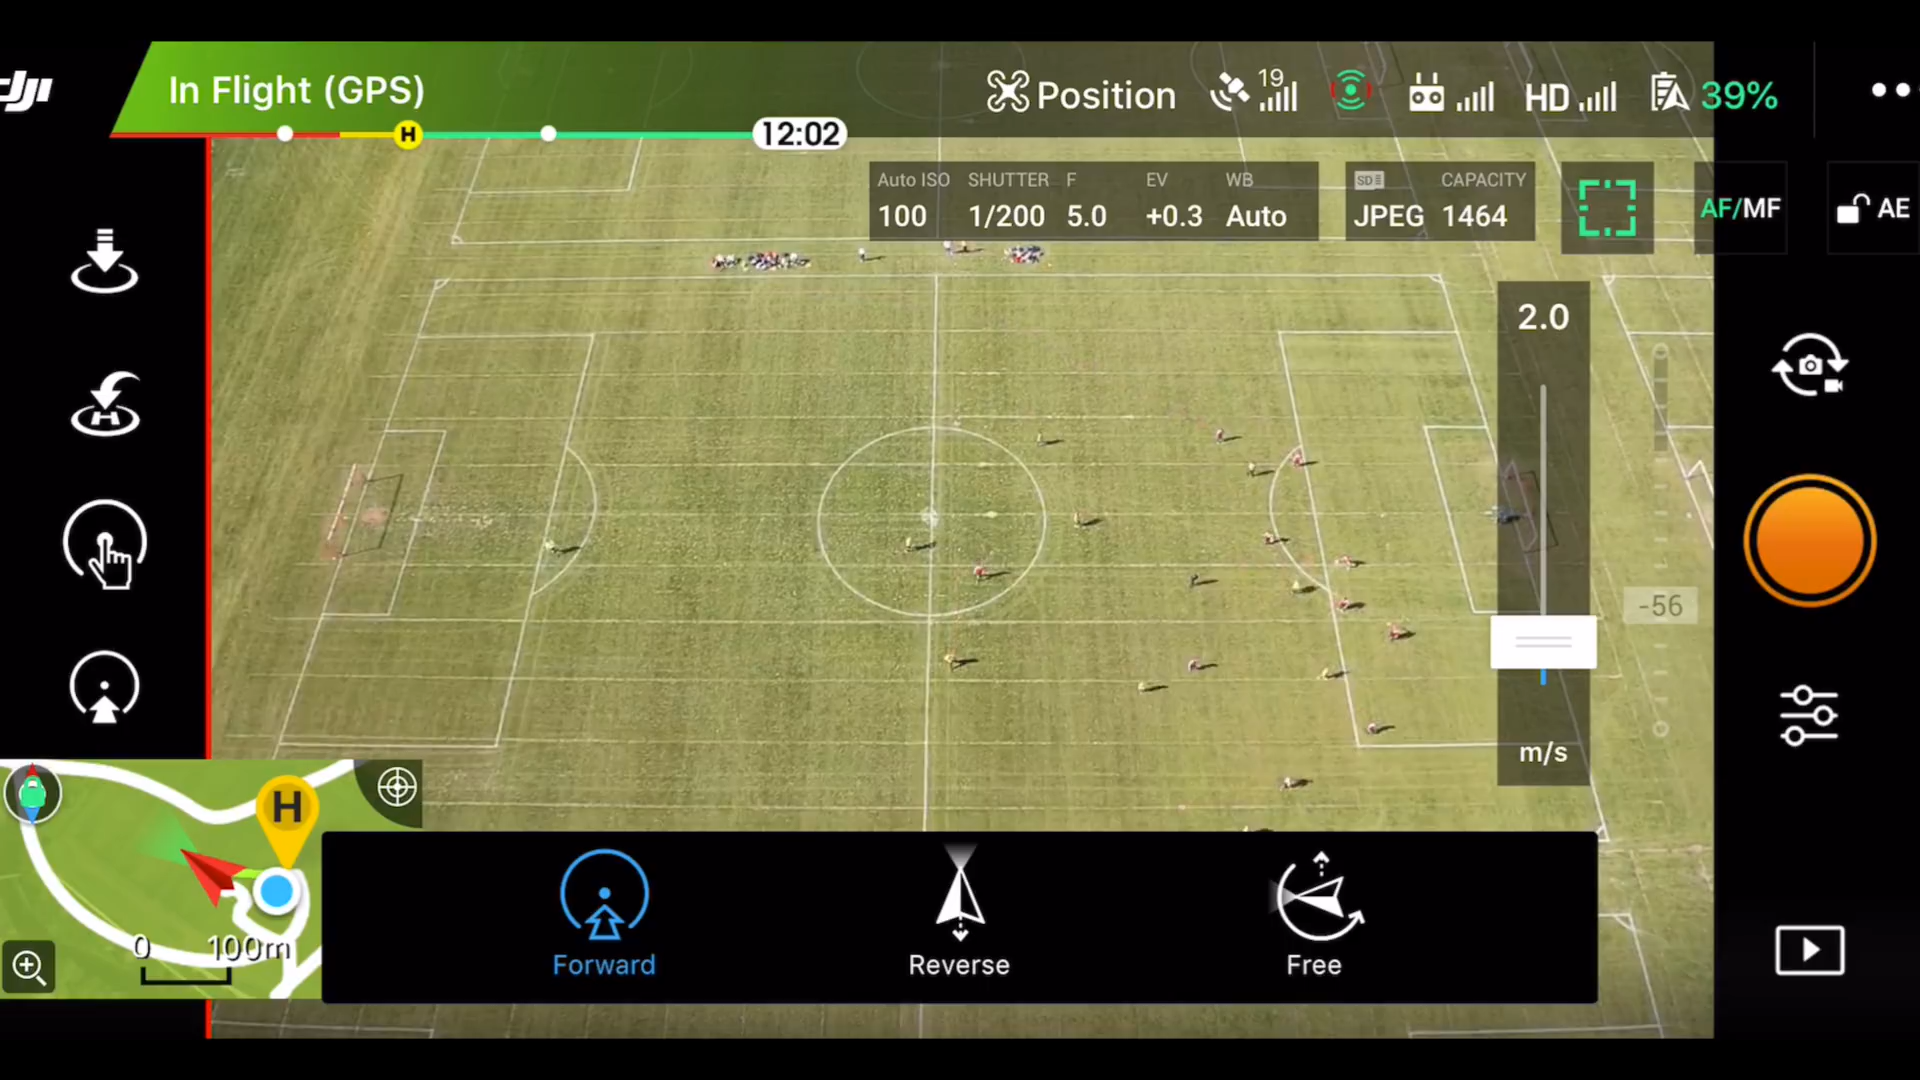 dji
In Flight (GPS)
Position
19
HD
39%
H
12:02
Auto ISO SHUTTER F EV WB
100 1/200 5.0 +0.3 Auto
SD CAPACITY
JPEG 1464
AF/MF
AE
2.0
-56
m/s
H
0 100m
Forward
Reverse
Free